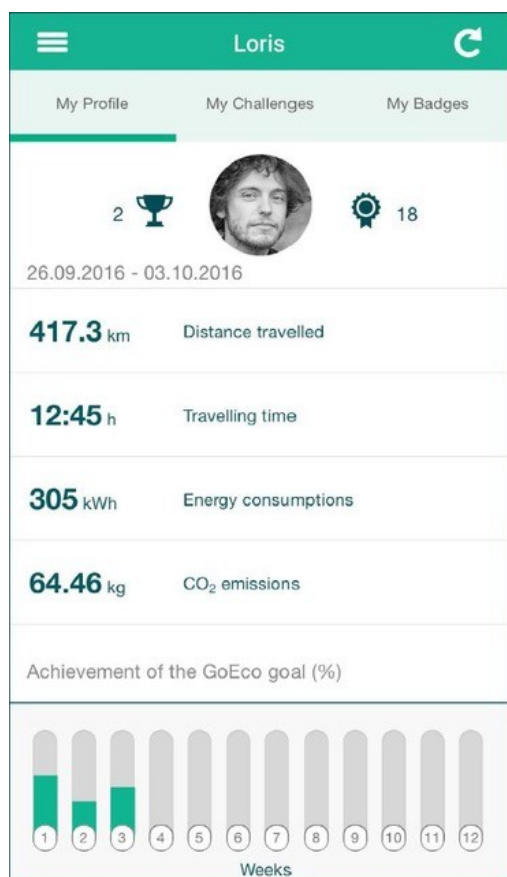 Loris
My Profile My Challenges My Badges
2 18
26.09.2016 - 03.10.2016
417.3 km Distance travelled
12:45 h Travelling time
305 kWh Energy consumptions
64.46 kg CO₂ emissions
Achievement of the GoEco goal (%)
1 2 3 4 5 6 7 8 9 10 11 12
Weeks